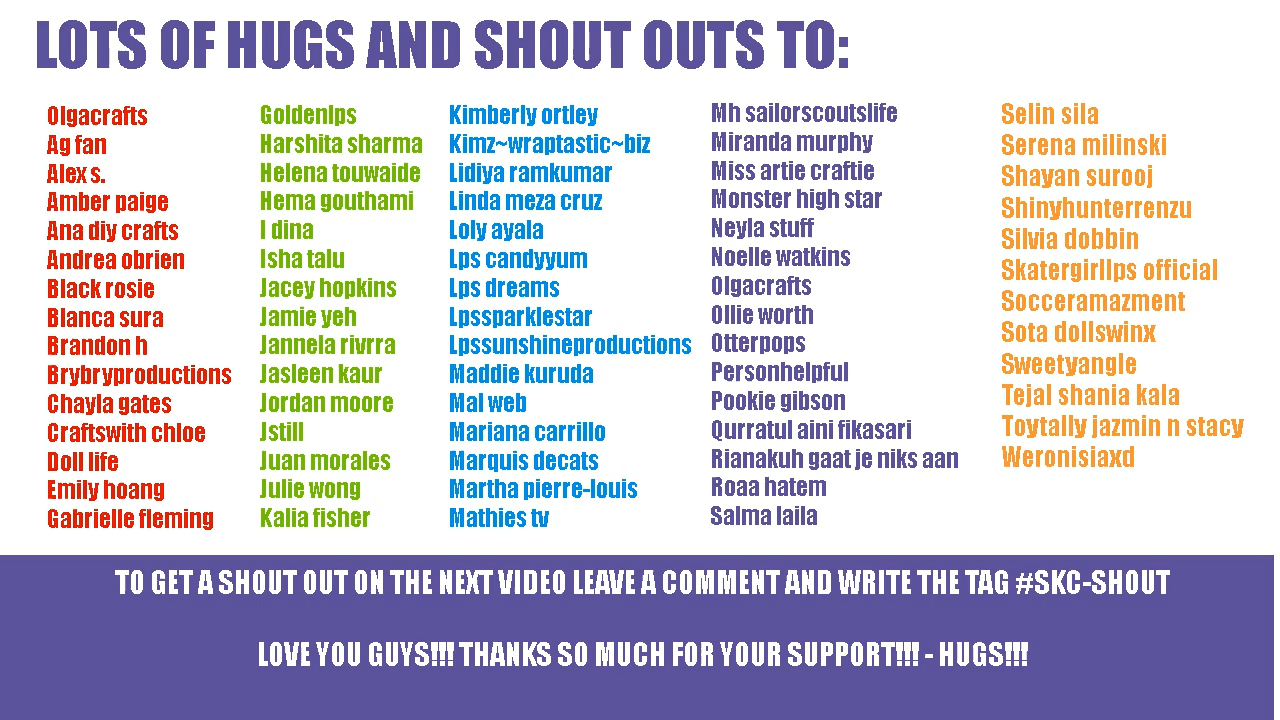 LOTS OF HUGS AND SHOUT OUTS TO:
Olgacrafts
Ag fan
Alex s.
Amber paige
Ana diy crafts
Andrea obrien
Black rosie
Blanca sura
Brandon h
Brybryproductions
Chayla gates
Craftswith chloe
Doll life
Emily hoang
Gabrielle fleming
Goldenlps
Harshita sharma
Helena touwaide
Hema gouthami
I dina
Isha talu
Jacey hopkins
Jamie yeh
Jannela rivrra
Jasleen kaur
Jordan moore
Jstill
Juan morales
Julie wong
Kalia fisher
Kimberly ortley
Kimz~wraptastic~biz
Lidiya ramkumar
Linda meza cruz
Loly ayala
Lps candyyum
Lps dreams
Lpssparklestar
Lpssunshineproductions
Maddie kuruda
Mal web
Mariana carrillo
Marquis decats
Martha pierre-louis
Mathies tv
Mh sailorscoutslife
Miranda murphy
Miss artie craftie
Monster high star
Neyla stuff
Noelle watkins
Olgacrafts
Ollie worth
Otterpops
Personhelpful
Pookie gibson
Qurratul aini fikasari
Rianakuh gaat je niks aan
Roaa hatem
Salma laila
Selin sila
Serena milinski
Shayan surooj
Shinyhunterrenzu
Silvia dobbin
Skatergirllps official
Socceramazment
Sota dollswinx
Sweetyangle
Tejal shania kala
Toytally jazmin n stacy
Weronisiaxd
TO GET A SHOUT OUT ON THE NEXT VIDEO LEAVE A COMMENT AND WRITE THE TAG #SKC-SHOUT
LOVE YOU GUYS!!! THANKS SO MUCH FOR YOUR SUPPORT!!! - HUGS!!!